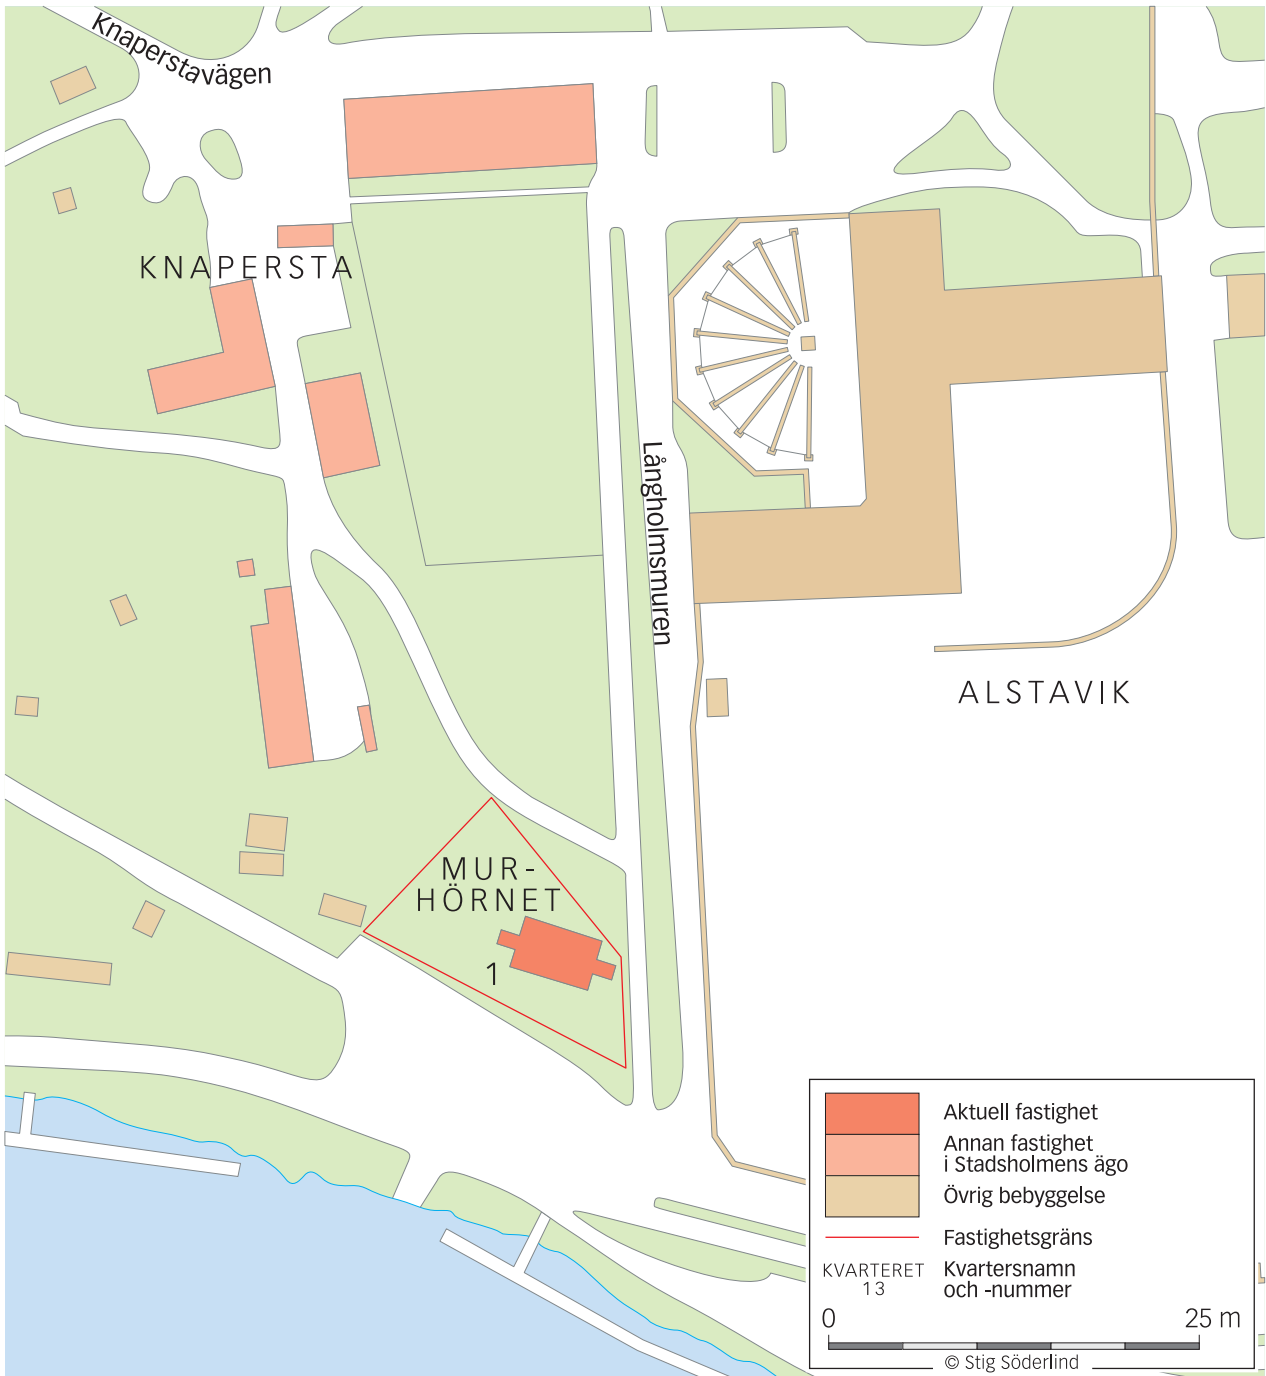 Knaperstavägen
KNAPERSTA
Långholmsmuren
ALSTAVIK
MUR-
HÖRNET
1
Aktuell fastighet
Annan fastighet
i Stadsholmens ägo
Övrig bebyggelse
Fastighetsgräns
KVARTERET
13
Kvartersnamn
och -nummer
0 25 m
© Stig Söderlind